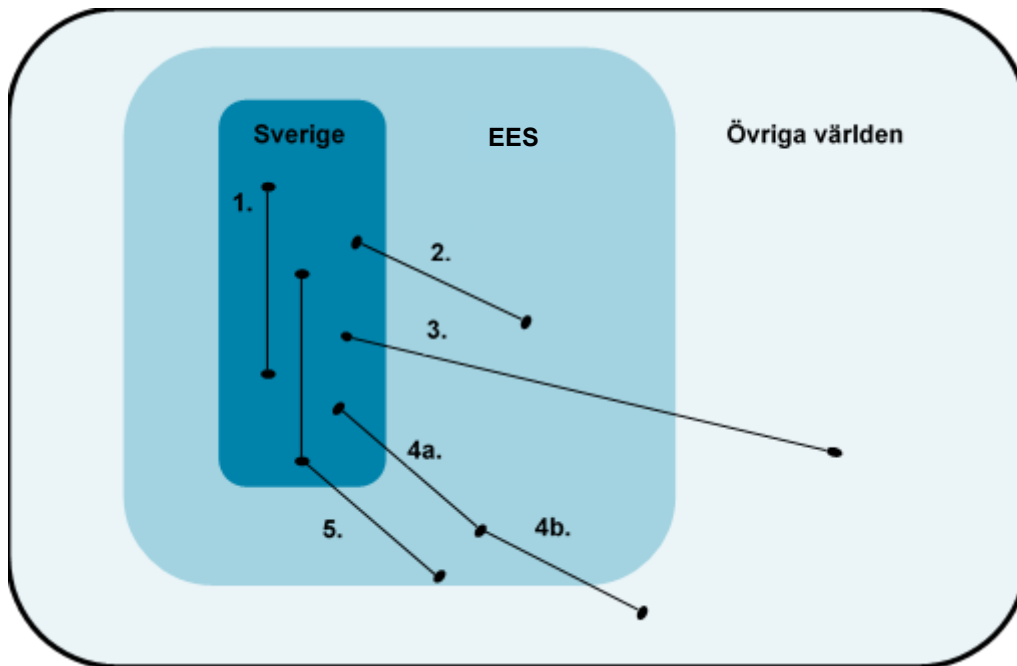 Sverige
EES
Övriga världen
1.
2.
3.
4a.
4b.
5.